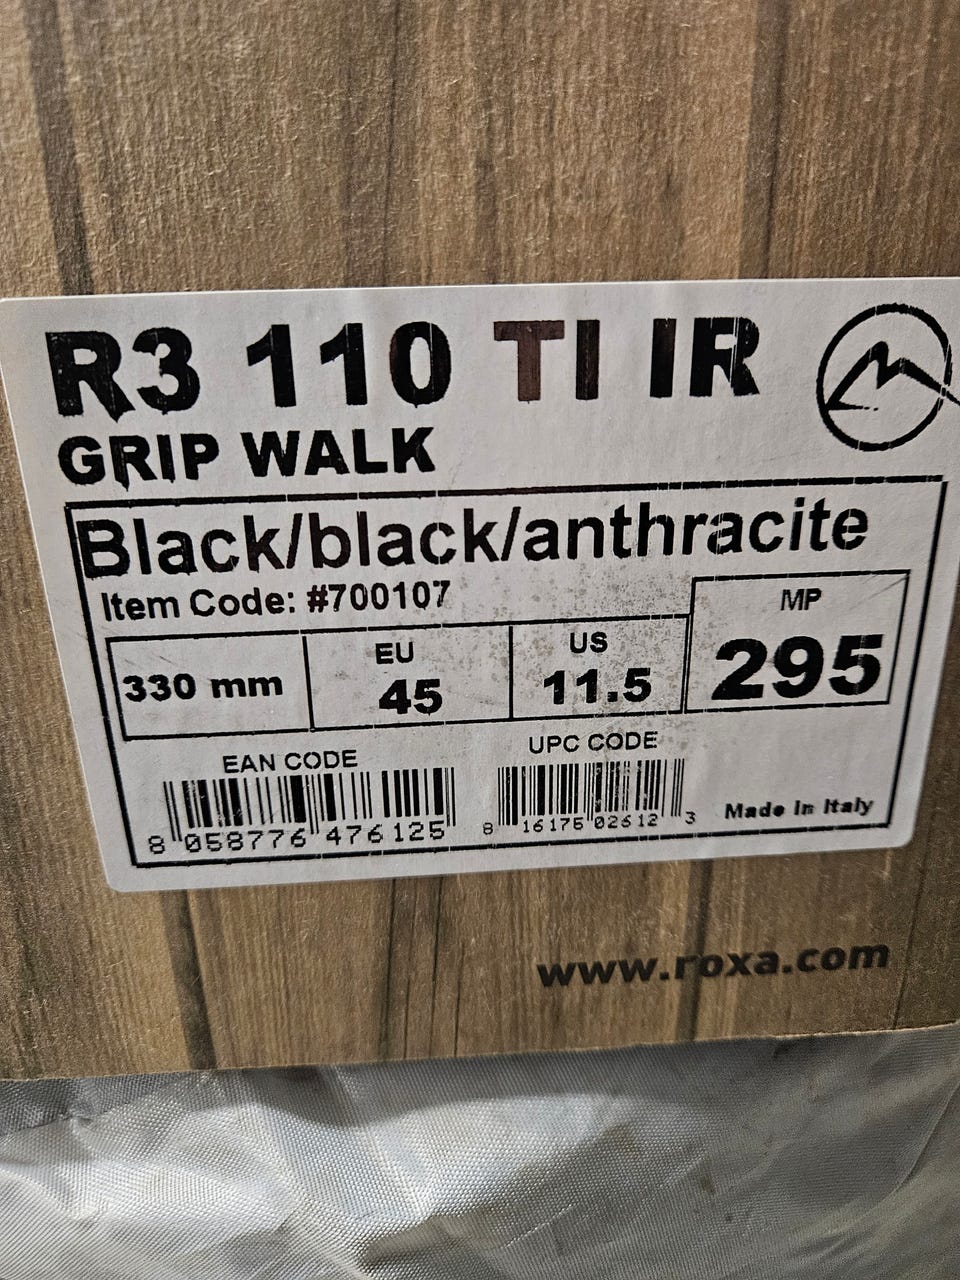 R3 110 TI IR
GRIP WALK
Black/black/anthracite
Item Code: #700107
MP
295
330 mm
EU
45
US
11.5
EAN CODE
8 058776 476125
UPC CODE
8 16175 02612 3
Made In Italy
www.roxa.com